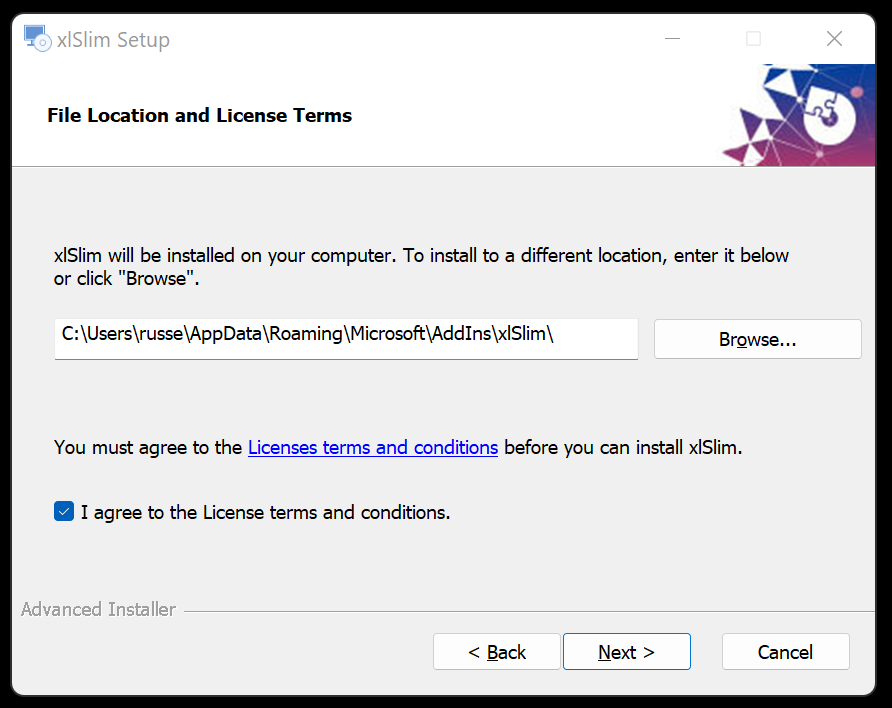 xlSlim Setup
File Location and License Terms
xlSlim will be installed on your computer. To install to a different location, enter it below
or click "Browse".
C:\Users\russe\AppData\Roaming\Microsoft\AddIns\xlSlim\
Browse...
You must agree to the Licenses terms and conditions before you can install xlSlim.
I agree to the License terms and conditions.
Advanced Installer
< Back
Next >
Cancel